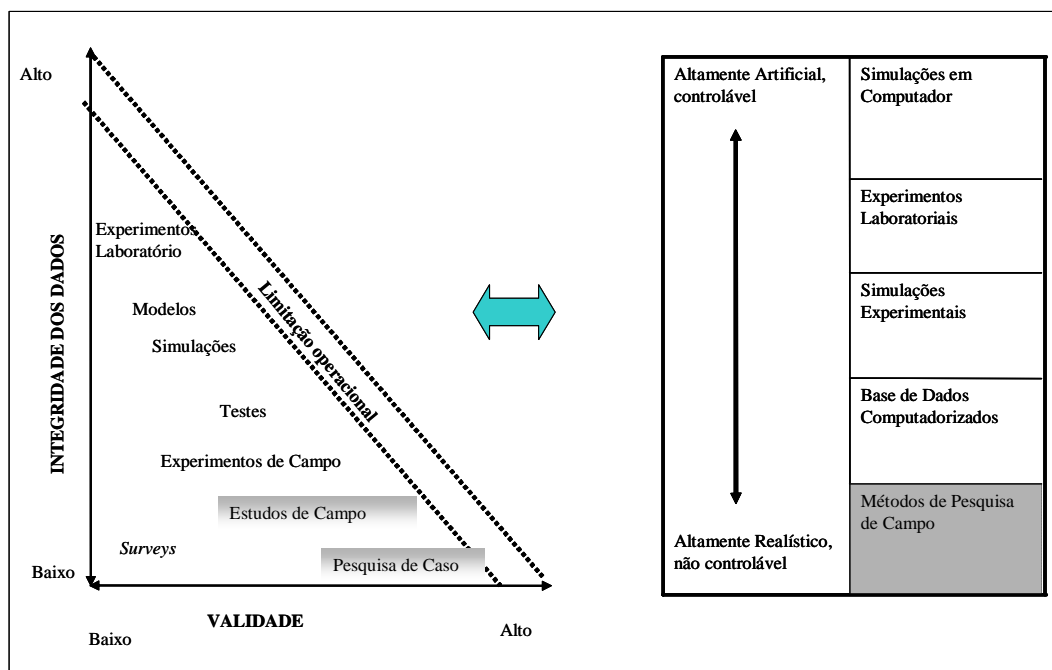 Alto
INTEGRIDADE DOS DADOS
Experimentos
Laboratório
Modelos
Simulações
Testes
Experimentos de Campo
Estudos de Campo
Surveys
Pesquisa de Caso
Limitação operacional
Baixo
VALIDADE
Baixo
Alto
Altamente Artificial,
controlável
Altamente Realístico,
não controlável
Simulações em
Computador
Experimentos
Laboratoriais
Simulações
Experimentais
Base de Dados
Computadorizados
Métodos de Pesquisa
de Campo